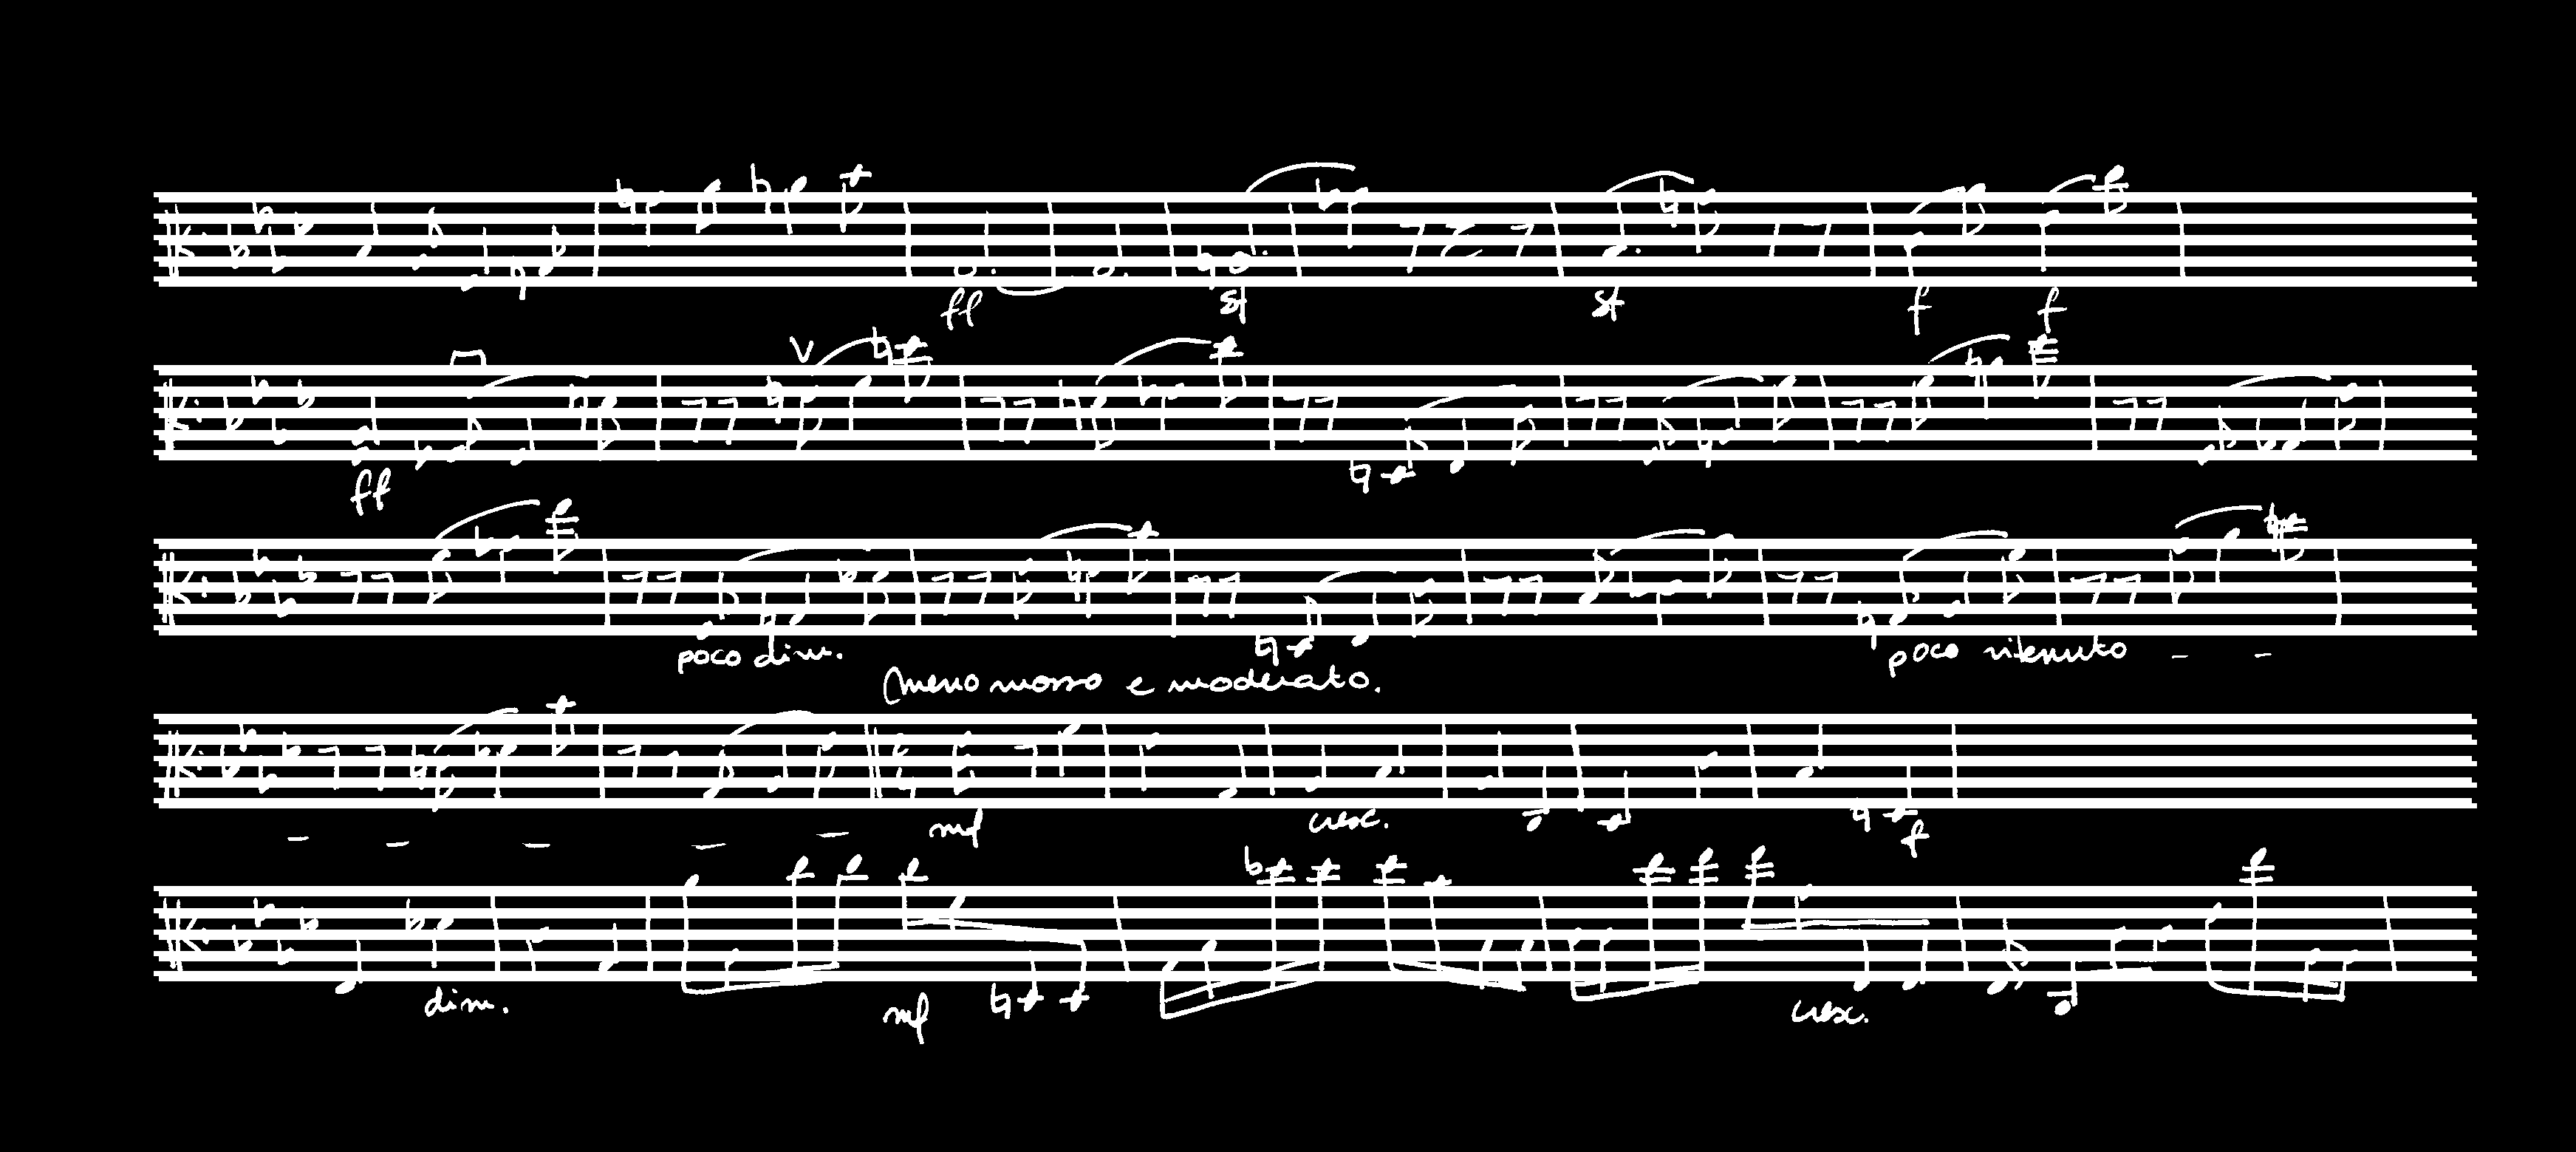 ff sf sf f f
V
ff
poco dim. poco ritenuto - -
Meno mosso e moderato.
- - - - - mf cresc. f
dim. mf cresc.